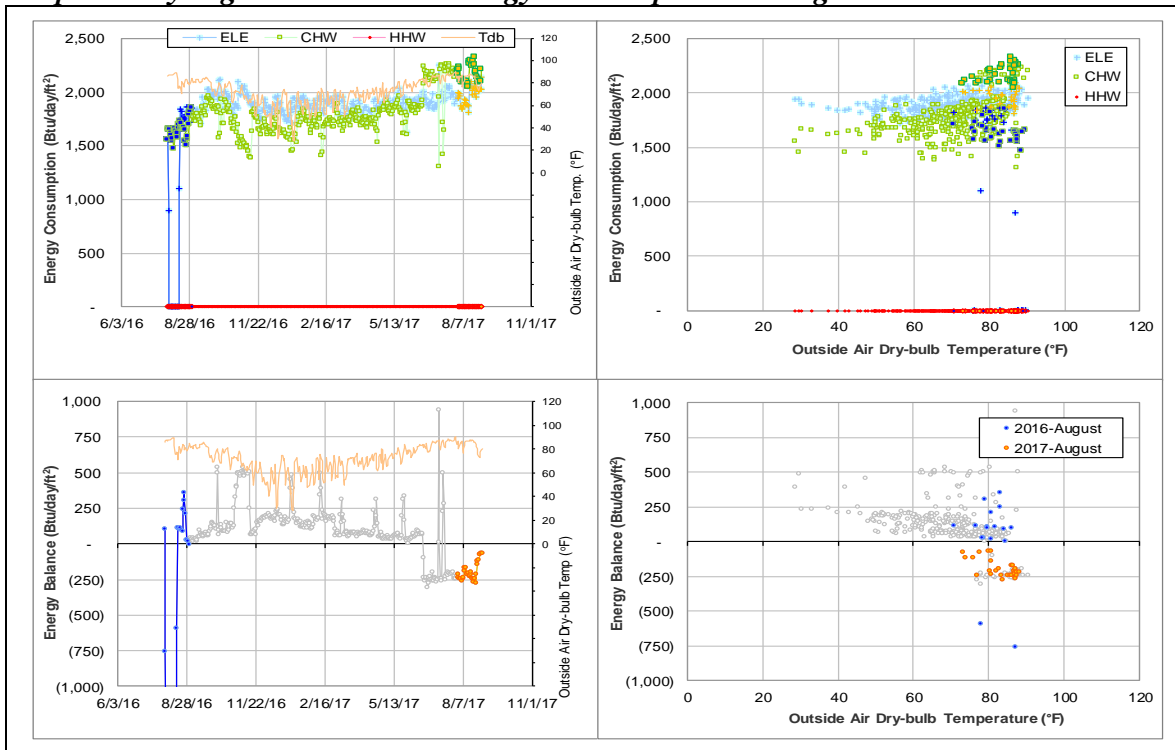 2,500
2,000
1,500
1,000
500
-
Energy Consumption (Btu/day/ft²)
ELE CHW HHW Tdb
120
100
80
60
40
20
0
Outside Air Dry-bulb Temp. (°F)
6/3/16 8/28/16 11/22/16 2/16/17 5/13/17 8/7/17 11/1/17
2,500
2,000
1,500
1,000
500
-
Energy Consumption (Btu/day/ft²)
ELE
CHW
HHW
0 20 40 60 80 100 120
Outside Air Dry-bulb Temperature (°F)
1,000
750
500
250
-
(250)
(500)
(750)
(1,000)
Energy Balance (Btu/day/ft²)
120
100
80
60
40
20
0
Outside Air Dry-bulb Temp (°F)
6/3/16 8/28/16 11/22/16 2/16/17 5/13/17 8/7/17 11/1/17
1,000
750
500
250
-
(250)
(500)
(750)
(1,000)
Energy Balance (Btu/day/ft²)
2016-August
2017-August
0 20 40 60 80 100 120
Outside Air Dry-bulb Temperature (°F)